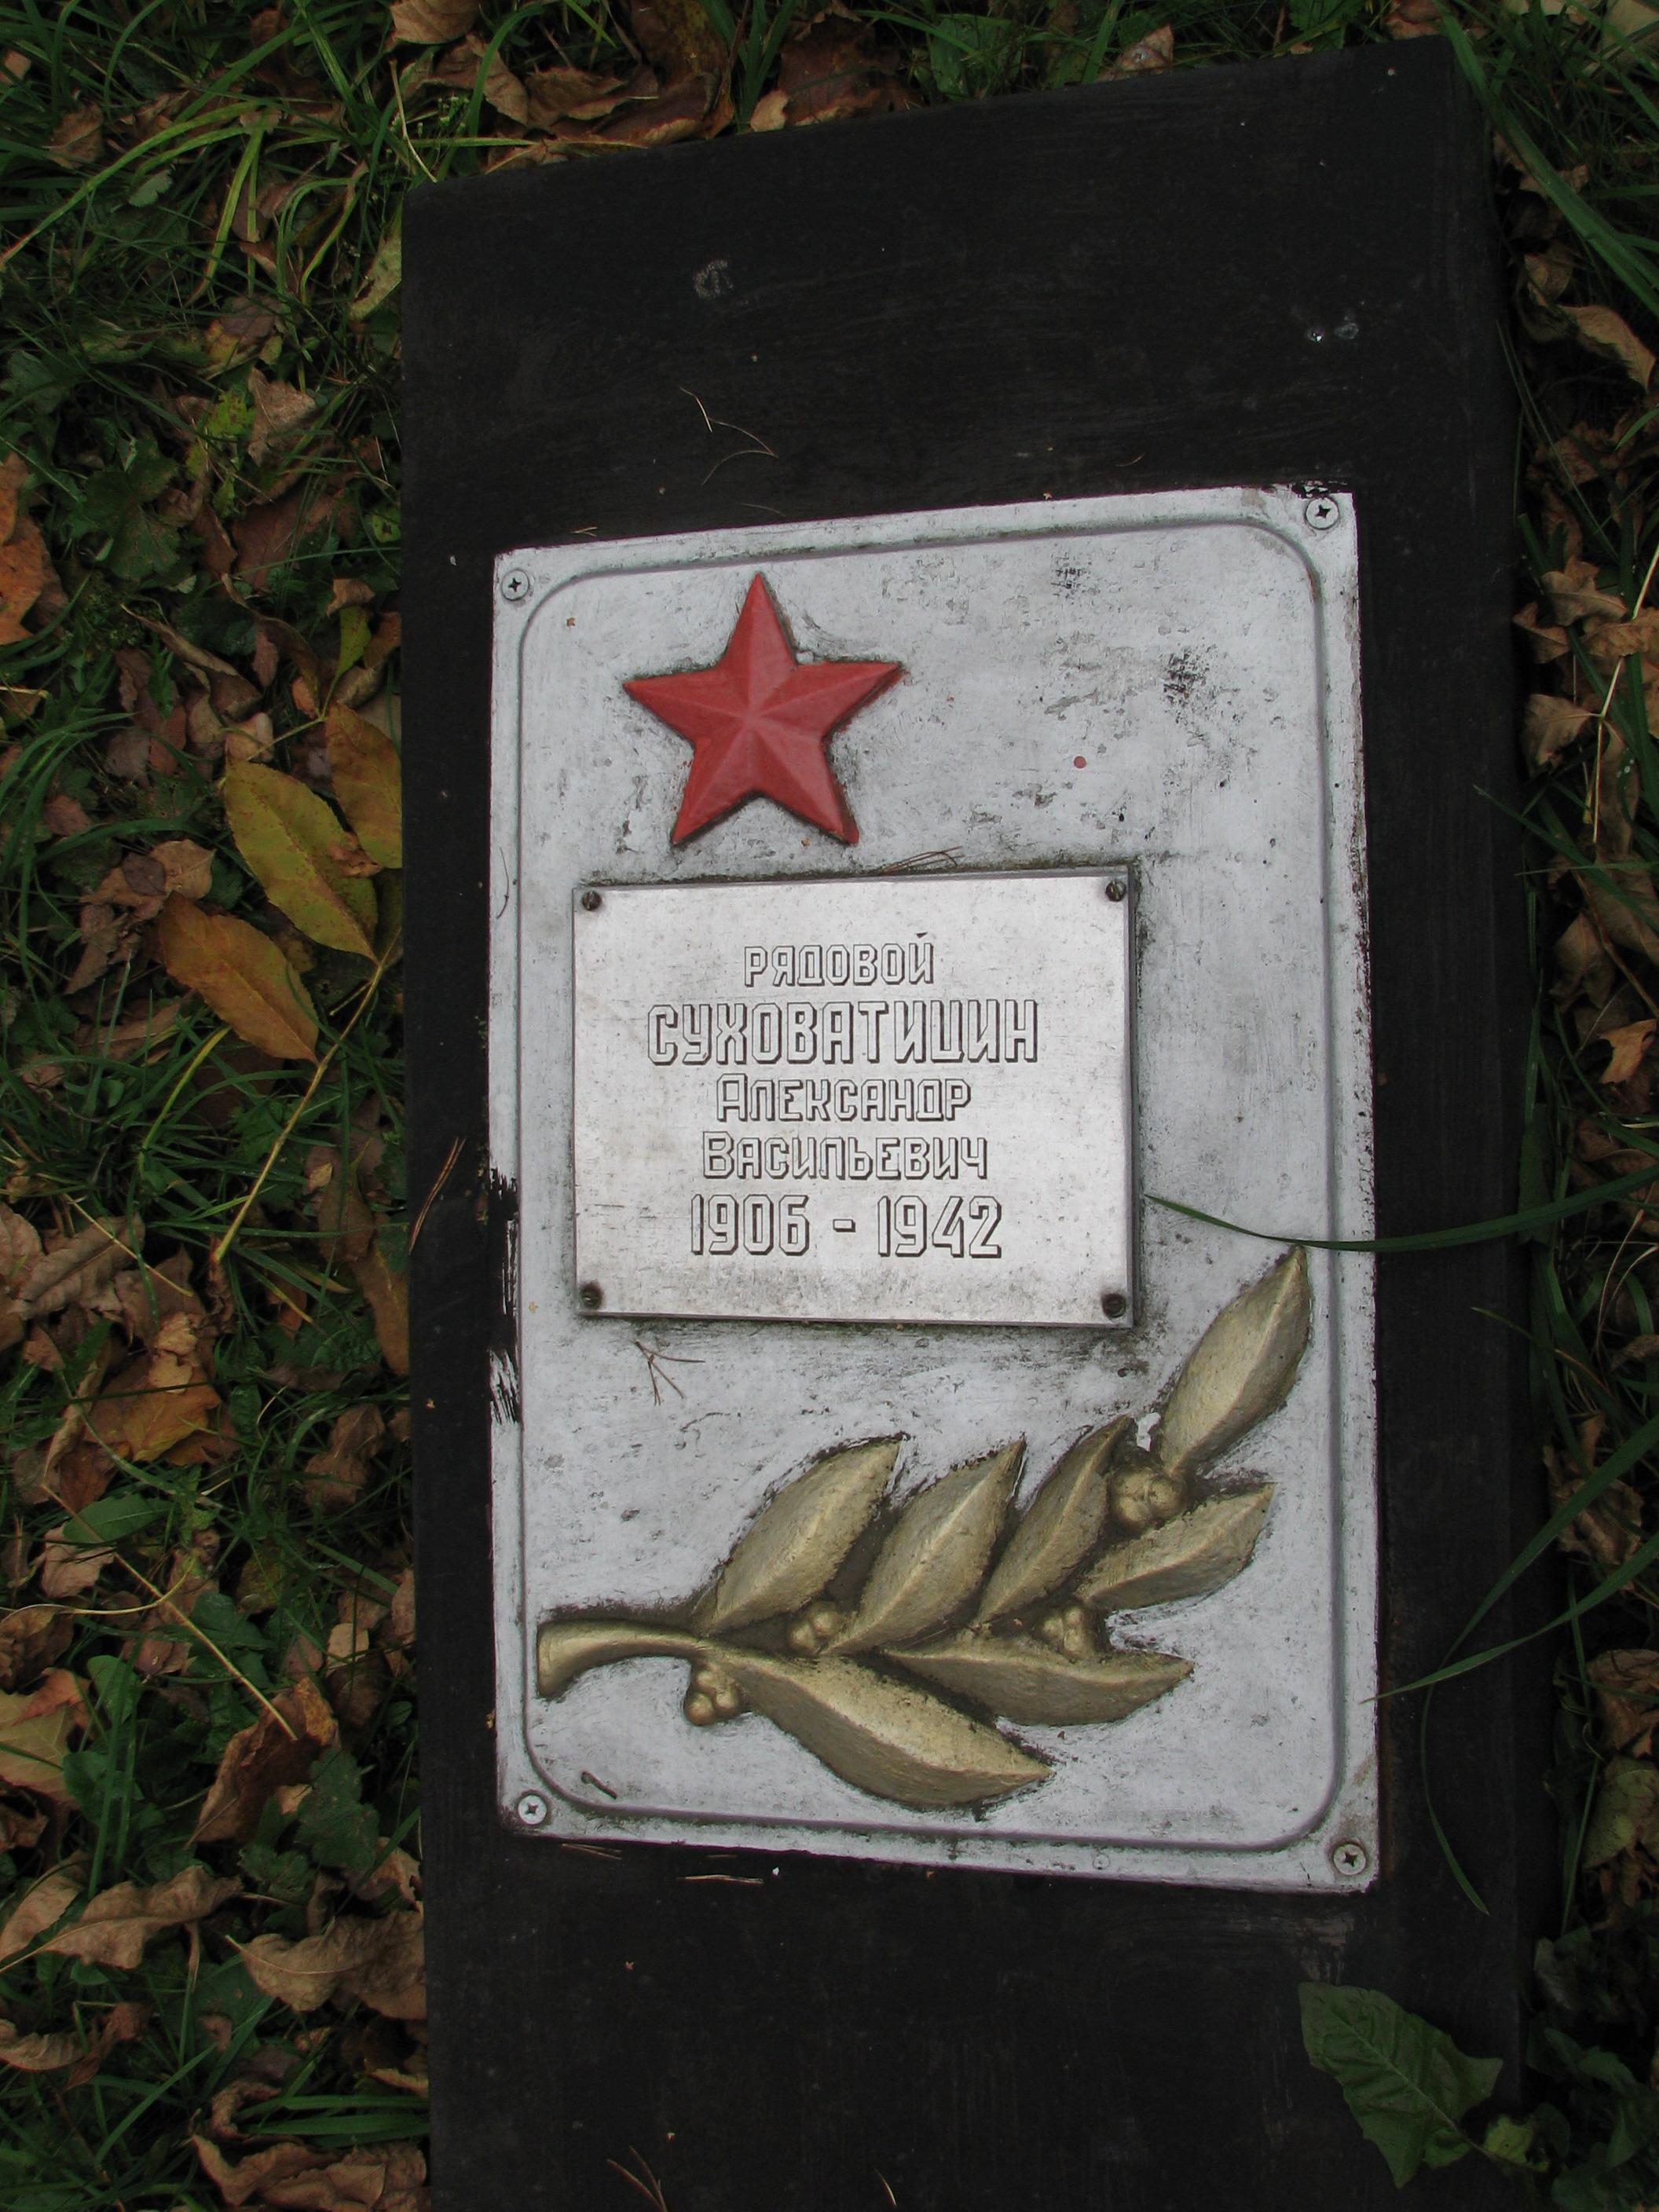 РЯДОВОЙ
СУХОВАТИЦИН
АЛЕКСАНДР
ВАСИЛЬЕВИЧ
1906 - 1942